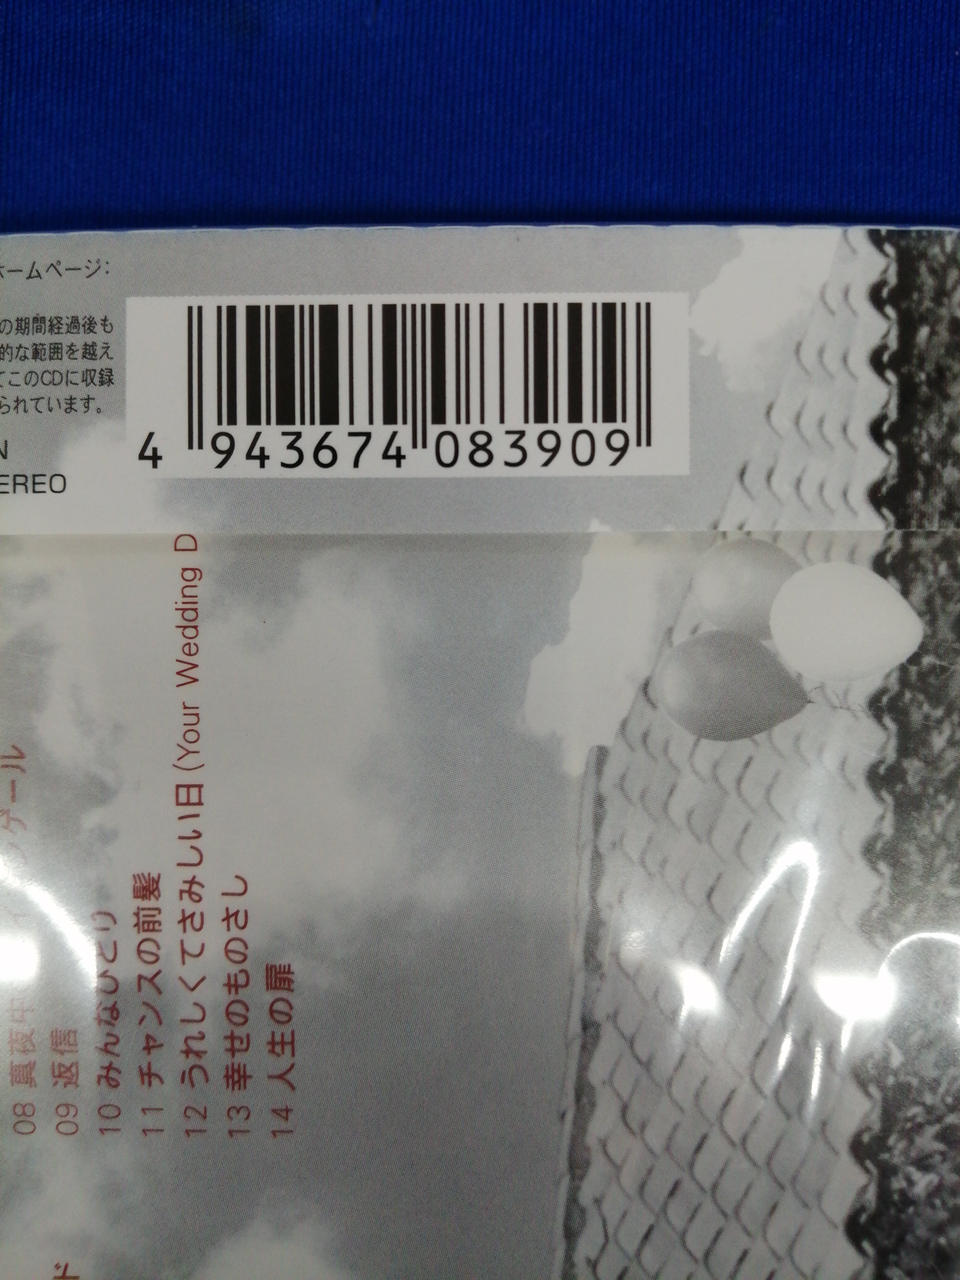 ホームページ:
の期間経過後も
的な範囲を越え
てこのCDに収録
られています。
N
EREO
4 943674 083909
08 真夜中
ゲール
09 返信
10 みんなひとり
11 チャンスの前髪
12 うれしくてさみしい日 (Your Wedding D
13 幸せのものさし
14 人生の扉
ド